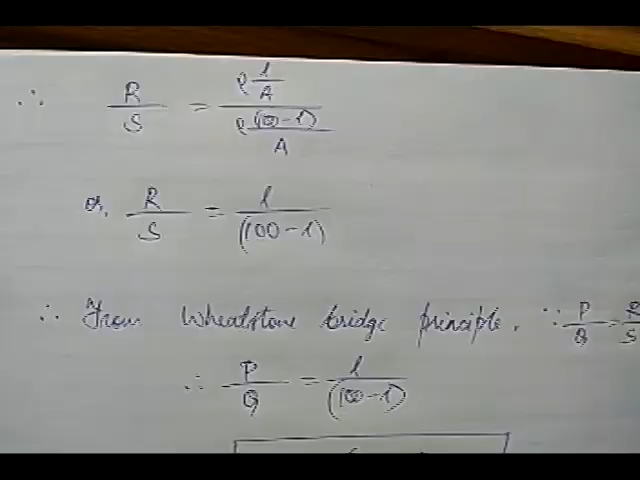 ∴ R/S = (ρ l/A) / (ρ (100 - l)/A)
or, R/S = l/(100 - l)
∴ From Wheatstone bridge principle. ∵ P/Q = R/S
∴ P/Q = l/(100 - l)